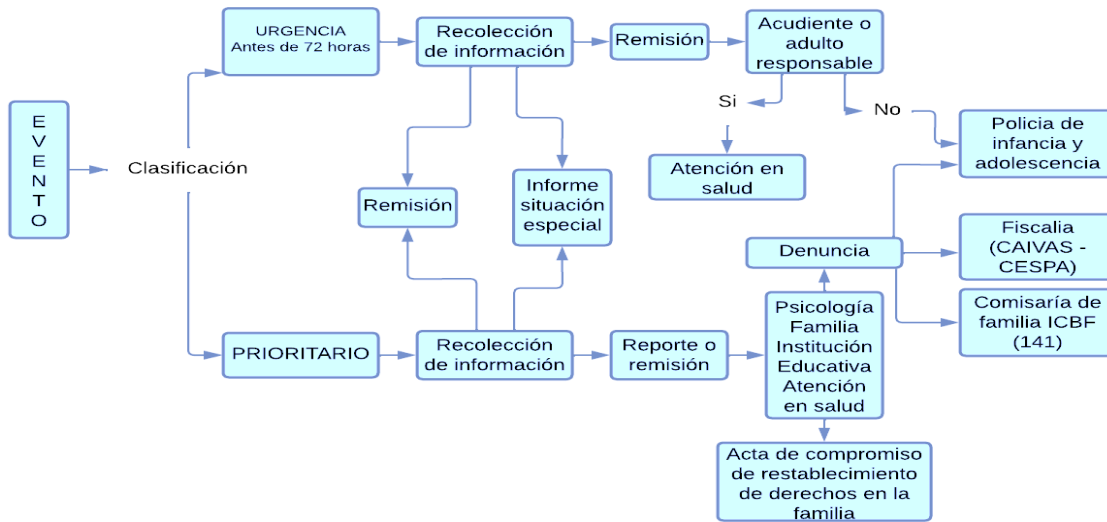 URGENCIA
Antes de 72 horas
Recolección
de información
Remisión
Acudiente o
adulto
responsable
Si
No
E
V
E
N
T
O
Clasificación
Policia de
infancia y
adolescencia
Atención en
salud
Remisión
Informe
situación
especial
Denuncia
Fiscalia
(CAIVAS -
CESPA)
Psicología
Familia
Institución
Educativa
Atención
en salud
Comisaría de
familia ICBF
(141)
PRIORITARIO
Recolección
de información
Reporte o
remisión
Acta de compromiso
de restablecimiento
de derechos en la
familia